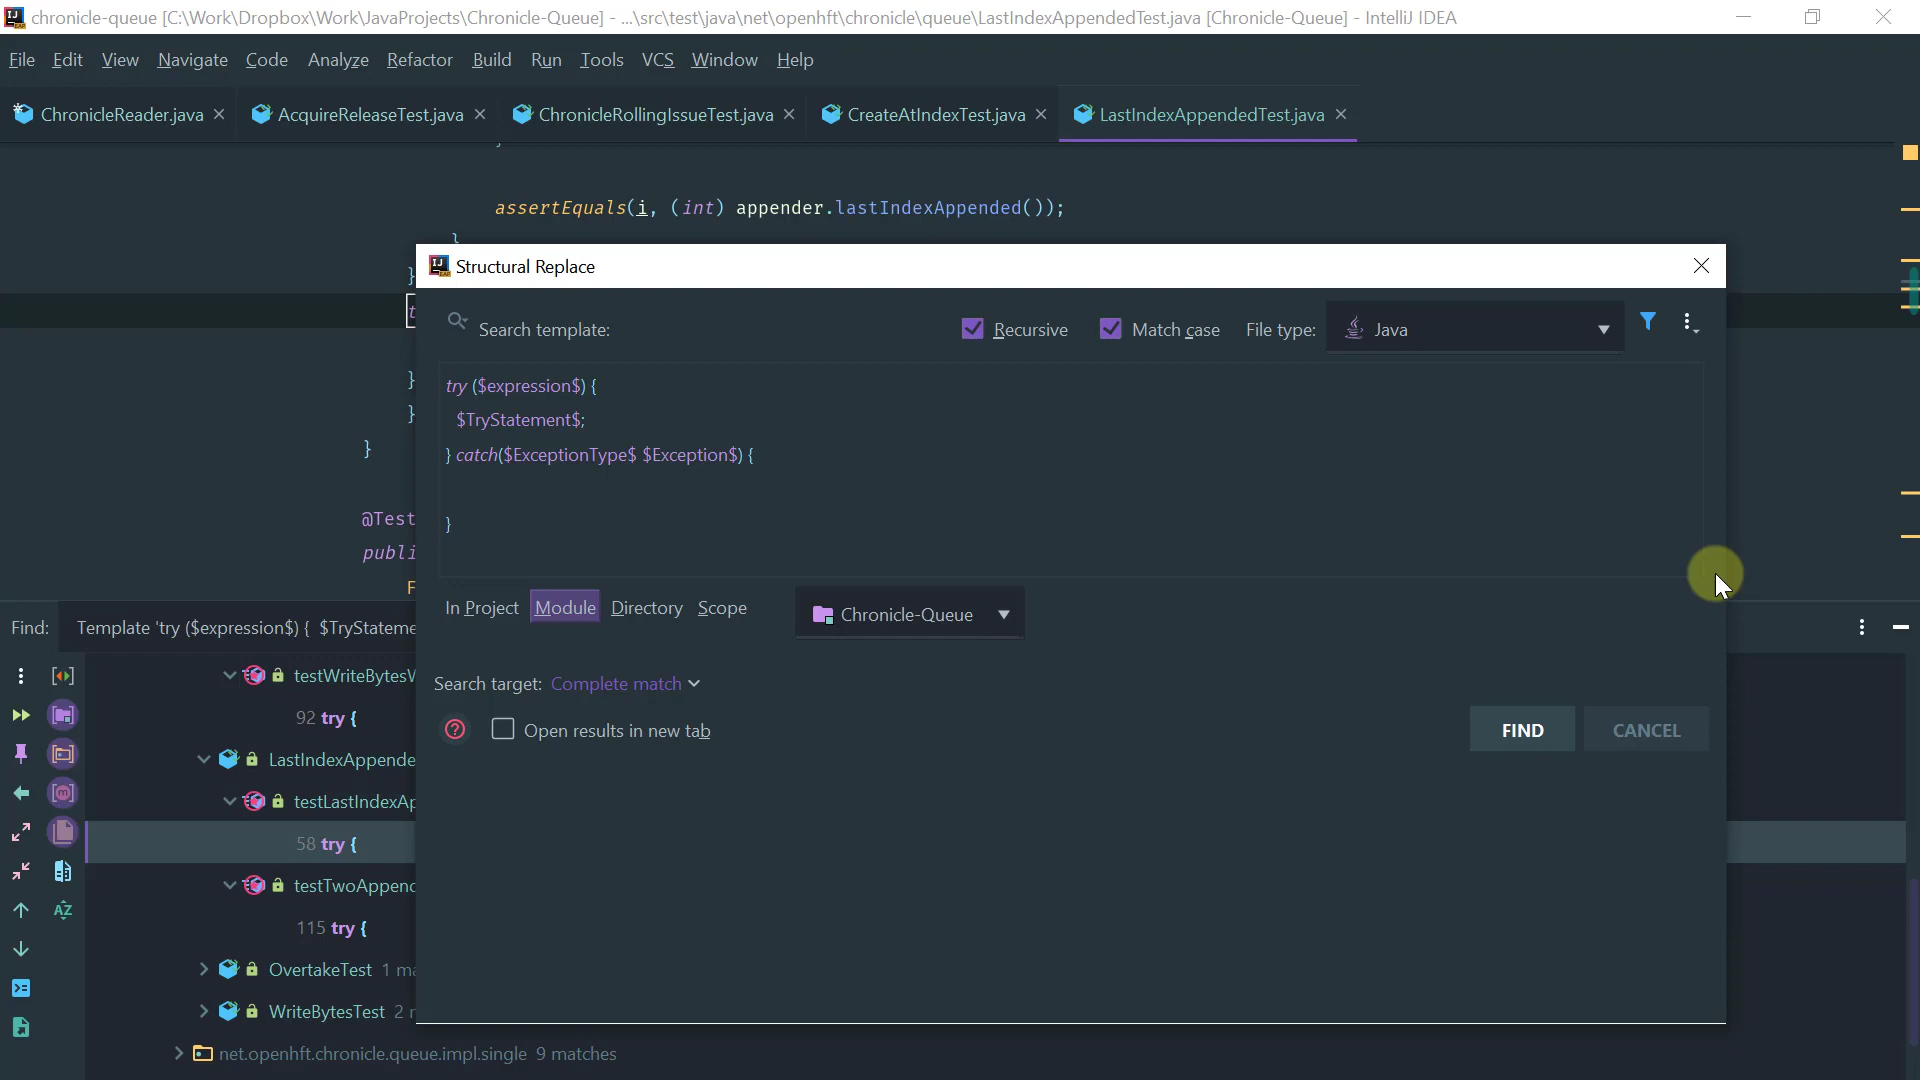 chronicle-queue [C:\Work\Dropbox\Work\JavaProjects\Chronicle-Queue] - ...\src\test\java\net\openhft\chronicle\queue\LastIndexAppendedTest.java [Chronicle-Queue] - IntelliJ IDEA
File Edit View Navigate Code Analyze Refactor Build Run Tools VCS Window Help
ChronicleReader.java AcquireReleaseTest.java ChronicleRollingIssueTest.java CreateAtIndexTest.java LastIndexAppendedTest.java
assertEquals(i, (int) appender.lastIndexAppended());
}
}
Structural Replace
Search template: Recursive Match case File type: Java
try ($expression$) {
$TryStatement$;
} catch($ExceptionType$ $Exception$) {
}
}
}
}
@Test
publi
In Project Module Directory Scope Chronicle-Queue
Search target: Complete match
Open results in new tab
FIND CANCEL
Find: Template 'try ($expression$) { $TryStateme
testWriteBytesV
92 try {
LastIndexAppende
testLastIndexAp
58 try {
testTwoAppend
115 try {
OvertakeTest 1 ma
WriteBytesTest 2
net.openhft.chronicle.queue.impl.single 9 matches